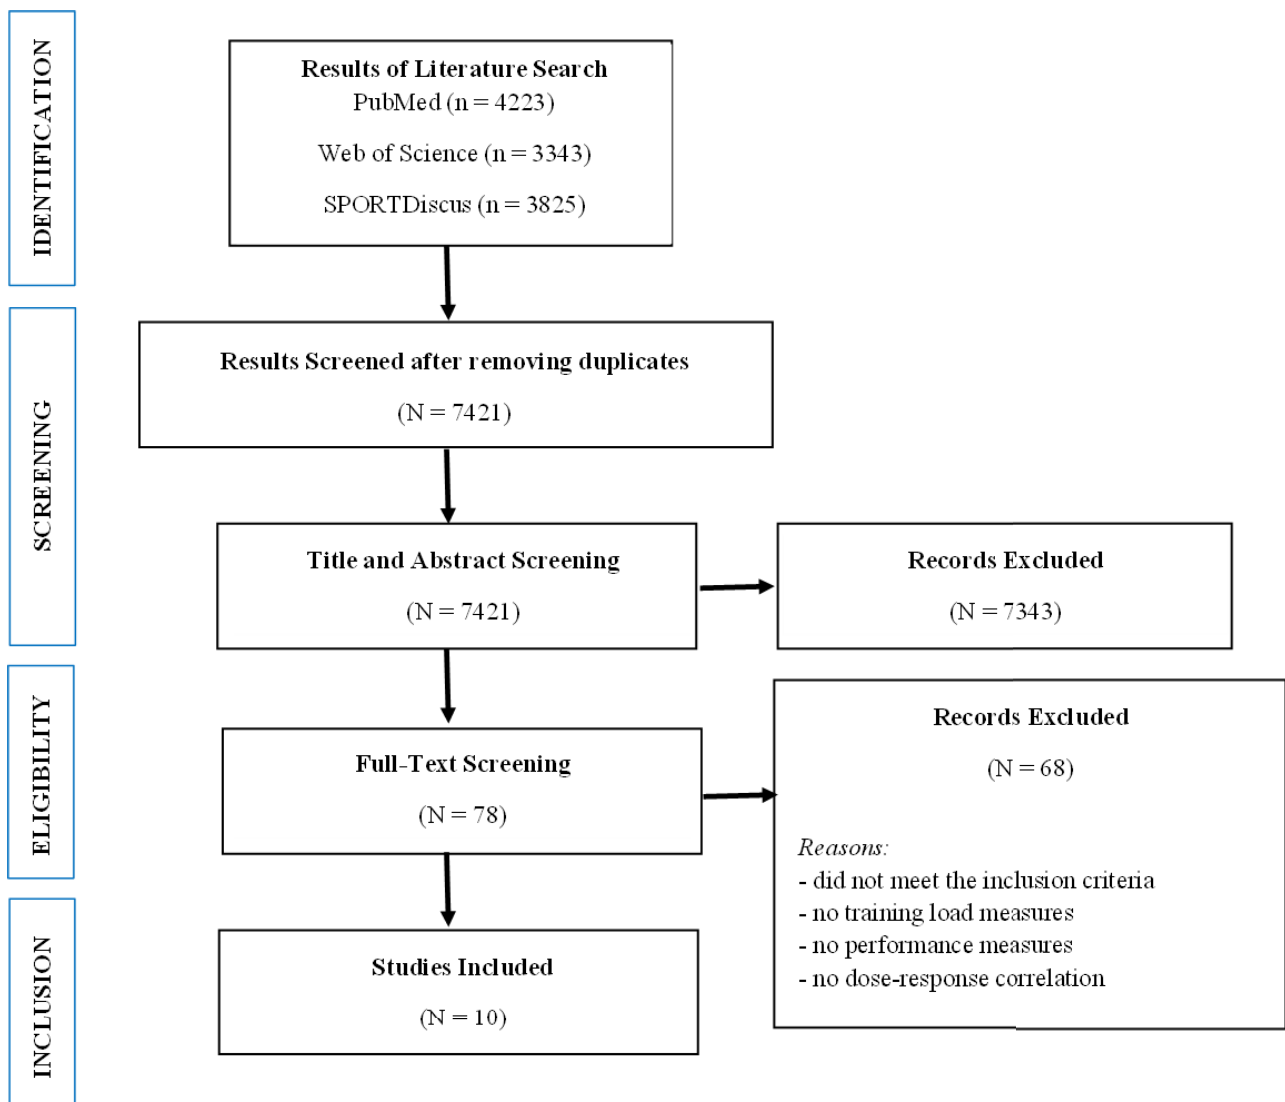 IDENTIFICATION
Results of Literature Search
PubMed (n = 4223)
Web of Science (n = 3343)
SPORTDiscus (n = 3825)
SCREENING
Results Screened after removing duplicates
(N = 7421)
Title and Abstract Screening
(N = 7421)
Records Excluded
(N = 7343)
ELIGIBILITY
Full-Text Screening
(N = 78)
Records Excluded
(N = 68)
Reasons:
- did not meet the inclusion criteria
- no training load measures
- no performance measures
- no dose-response correlation
INCLUSION
Studies Included
(N = 10)